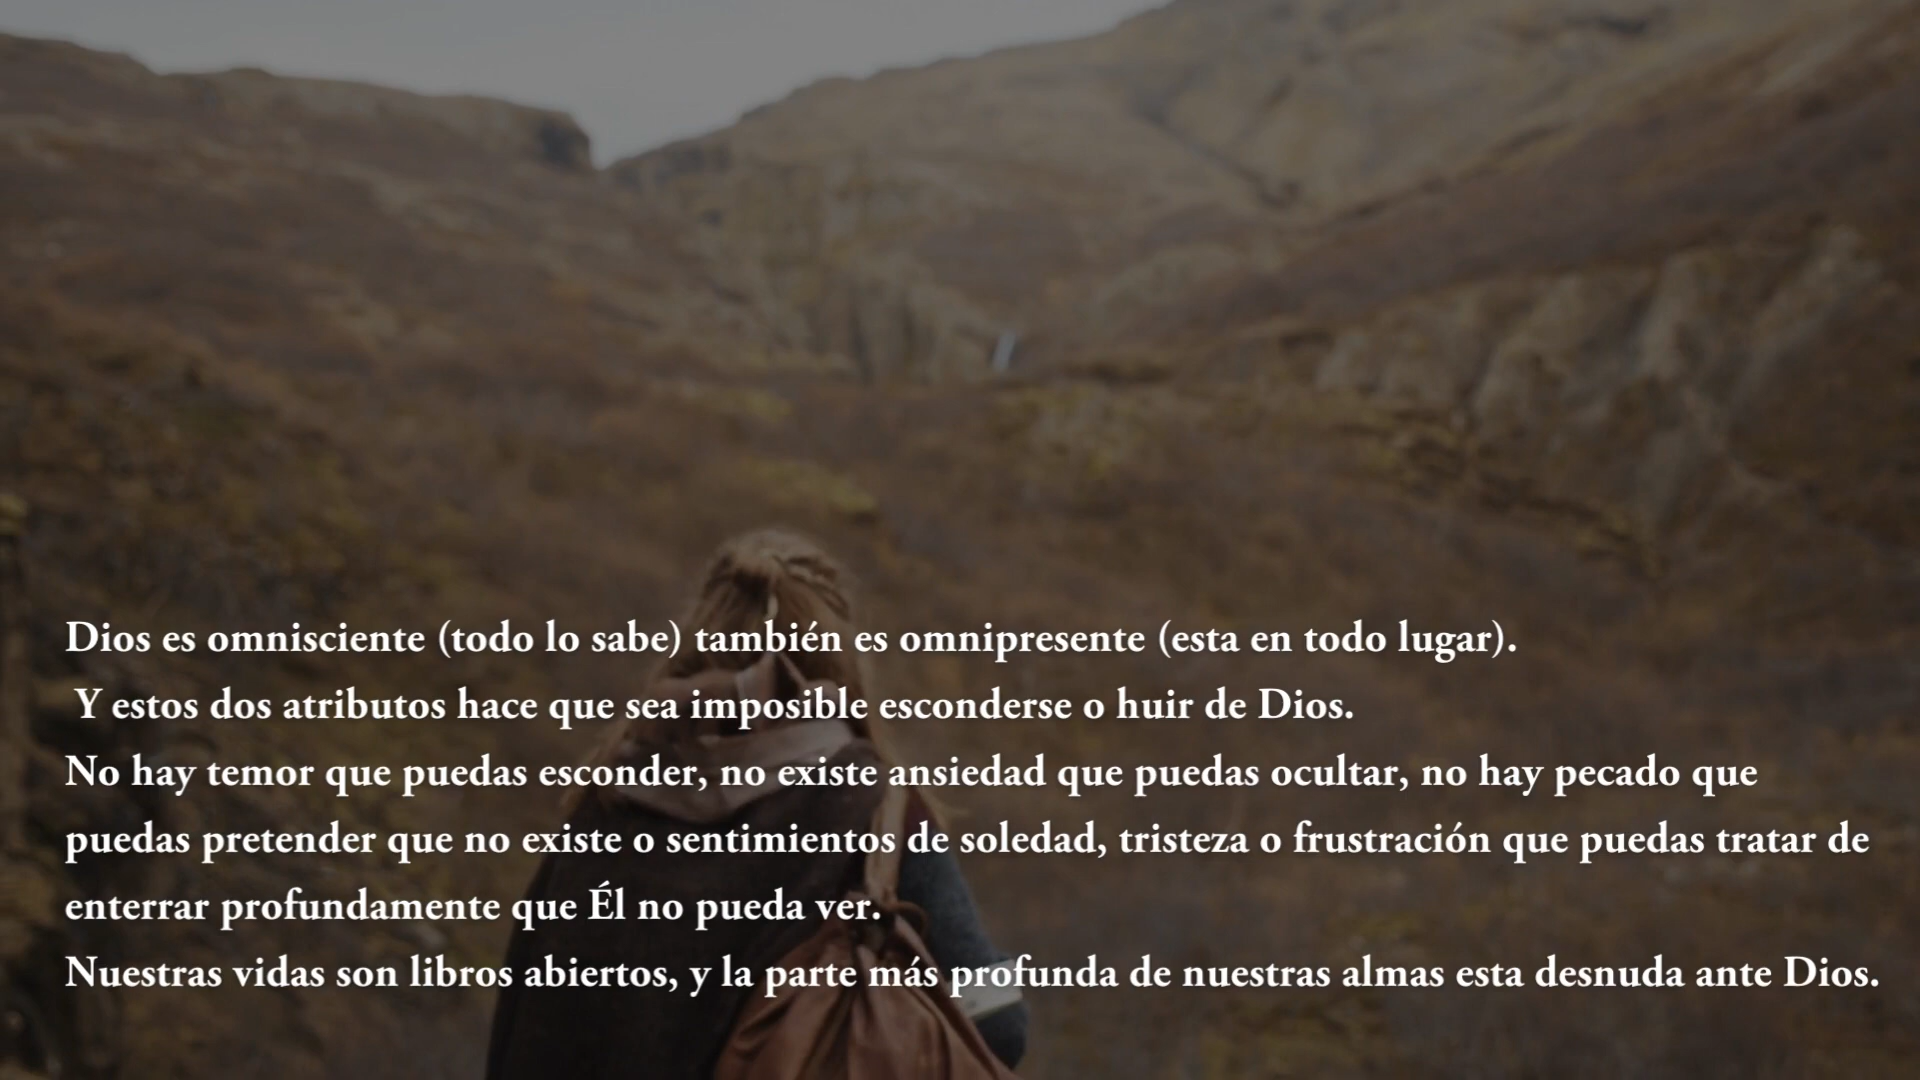 Dios es omnisciente (todo lo sabe) también es omnipresente (esta en todo lugar).
Y estos dos atributos hace que sea imposible esconderse o huir de Dios.
No hay temor que puedas esconder, no existe ansiedad que puedas ocultar, no hay pecado que
puedas pretender que no existe o sentimientos de soledad, tristeza o frustración que puedas tratar de
enterrar profundamente que Él no pueda ver.
Nuestras vidas son libros abiertos, y la parte más profunda de nuestras almas esta desnuda ante Dios.